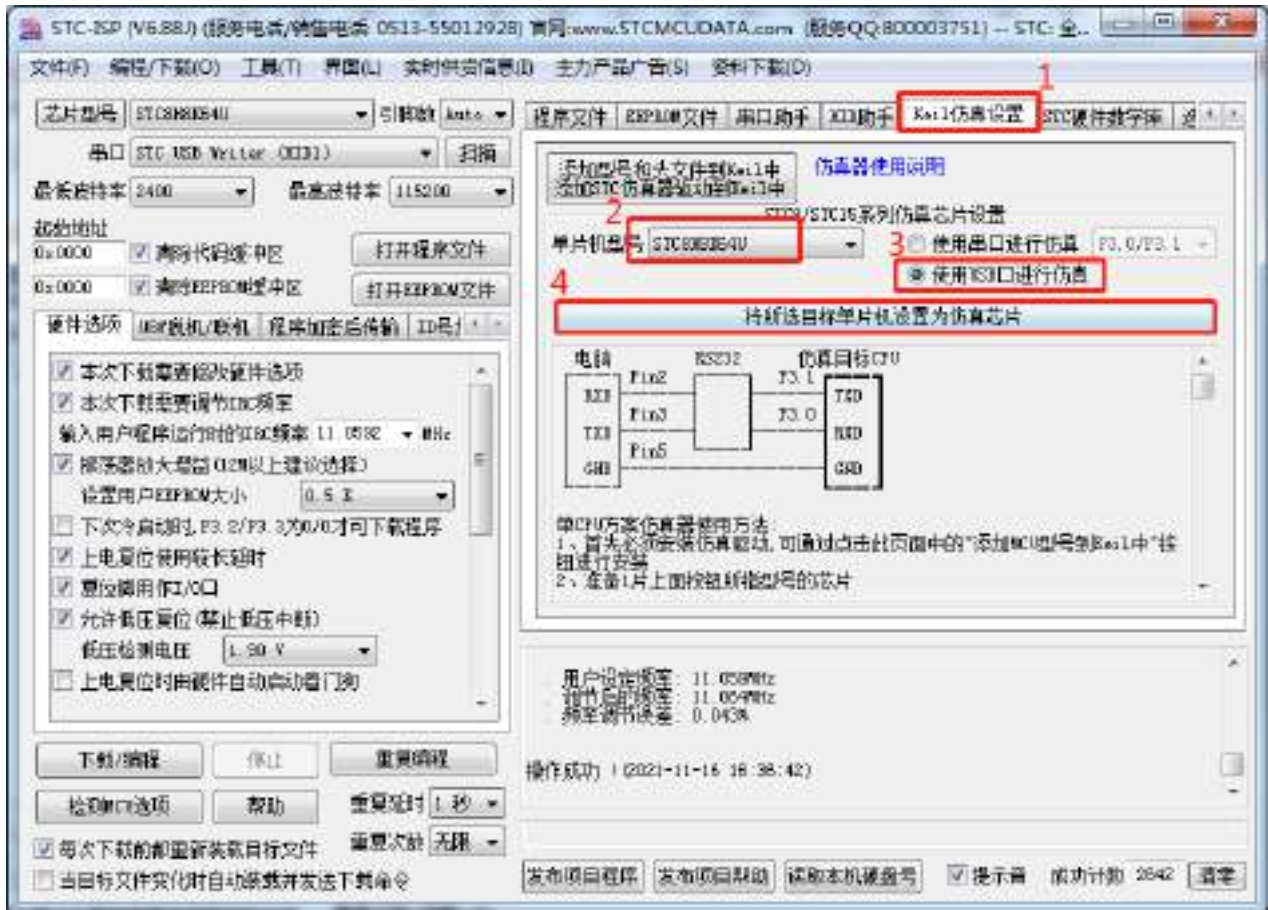 STC-ISP (V6.88J) (服务电话/销售电话 0513-55012928) 官网:www.STCMCUDATA.com (服务QQ:800003751) -- STC: 全..
文件(F) 编程/下载(O) 工具(T) 界面(L) 实时供货信息(I) 主力产品广告(S) 资料下载(D)
1
芯片型号 STC8H8K64U 引脚数 Auto
程序文件 EEPROM文件 串口助手 HID助手 Keil仿真设置 STC硬件数学库
串口 STC USB Writer (HID1) 扫描
添加型号和头文件到Keil中
添加STC仿真器驱动到Keil中
仿真器使用说明
最低波特率 2400 最高波特率 115200
起始地址
0x0000 清除代码缓冲区 打开程序文件
0x0000 清除EEPROM缓冲区 打开EEPROM文件
2
STC8/STC15系列仿真芯片设置
单片机型号 STC8H8K64U
3 使用串口进行仿真 P3.0/P3.1
使用USB口进行仿真
4
将所选目标单片机设置为仿真芯片
硬件选项 USB脱机/联机 程序加密后传输 ID号
本次下载需要修改硬件选项
本次下载需要调节IRC频率
输入用户程序运行时的IRC频率 11.0592 MHz
振荡器放大增益(12M以上建议选择)
设置用户EEPROM大小 0.5 K
下次冷启动时,P3.2/P3.3为0/0才可下载程序
上电复位使用较长延时
复位脚用作I/O口
允许低压复位(禁止低压中断)
低压检测电压 1.90 V
上电复位时由硬件自动启动看门狗
电脑 RS232 仿真目标CPU
RXD Pin2 P3.1 TXD
TXD Pin3 P3.0 RXD
GND Pin5 GND
单CPU方案仿真器使用方法:
1、首先必须安装仿真驱动,可通过点击此页面中的"添加MCU型号到Keil中"按
钮进行安装
2、准备1片上面按钮所指型号的芯片
. 用户设定频率: 11.059MHz
. 调节后的频率: 11.064MHz
. 频率调节误差: 0.043%
操作成功 !(2021-11-16 16:36:42)
下载/编程 停止 重复编程
检测MCU选项 帮助 重复延时 1 秒
重复次数 无限
每次下载前都重新装载目标文件
当目标文件变化时自动装载并发送下载命令
发布项目程序 发布项目帮助 读取本机硬盘号 提示音 成功计数 2842 清零